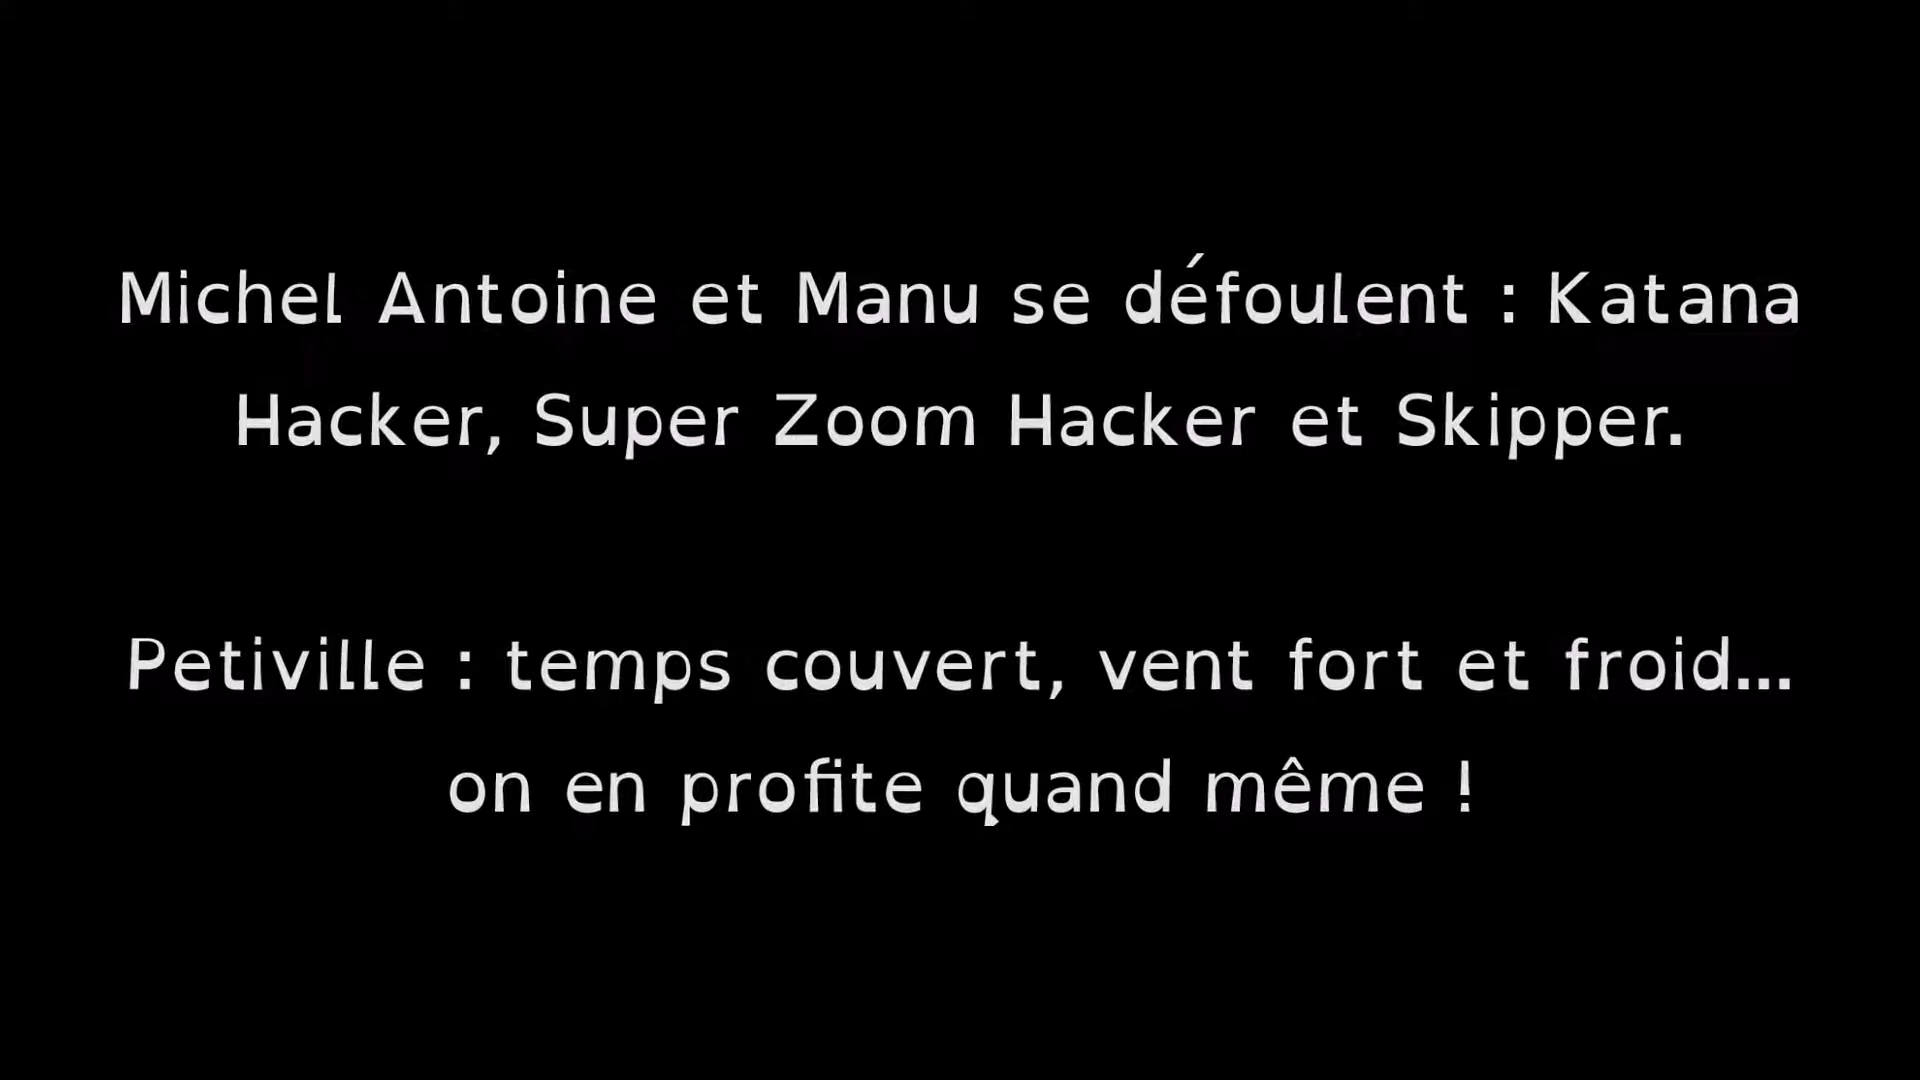 Michel Antoine et Manu se défoulent : Katana
Hacker, Super Zoom Hacker et Skipper.
Petiville : temps couvert, vent fort et froid...
on en profite quand même !